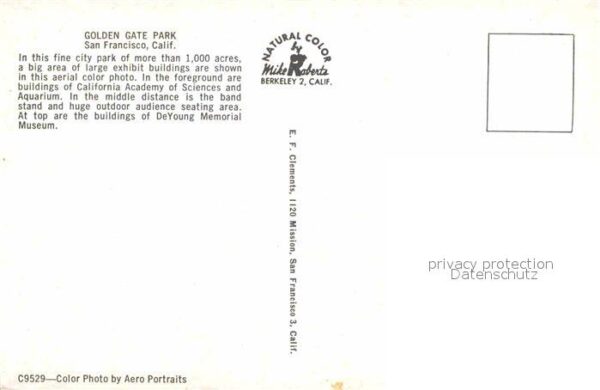 GOLDEN GATE PARK
San Francisco, Calif.
In this fine city park of more than 1,000 acres,
a big area of large exhibit buildings are shown
in this aerial color photo. In the foreground are
buildings of California Academy of Sciences and
Aquarium. In the middle distance is the band
stand and huge outdoor audience seating area.
At top are the buildings of DeYoung Memorial
Museum.
NATURAL COLOR
by
Mike Roberts
BERKELEY 2, CALIF.
E. F. Clements, 1120 Mission, San Francisco 3, Calif.
privacy protection
Datenschutz
C9529—Color Photo by Aero Portraits